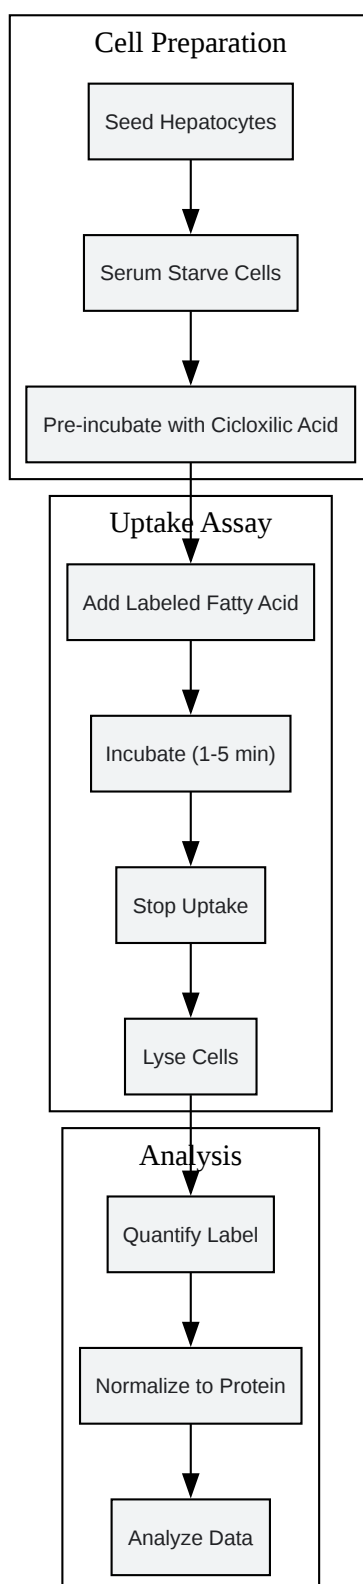 Cell Preparation
Seed Hepatocytes
Serum Starve Cells
Pre-incubate with Cicloxilic Acid
Uptake Assay
Add Labeled Fatty Acid
Incubate (1-5 min)
Stop Uptake
Lyse Cells
Analysis
Quantify Label
Normalize to Protein
Analyze Data